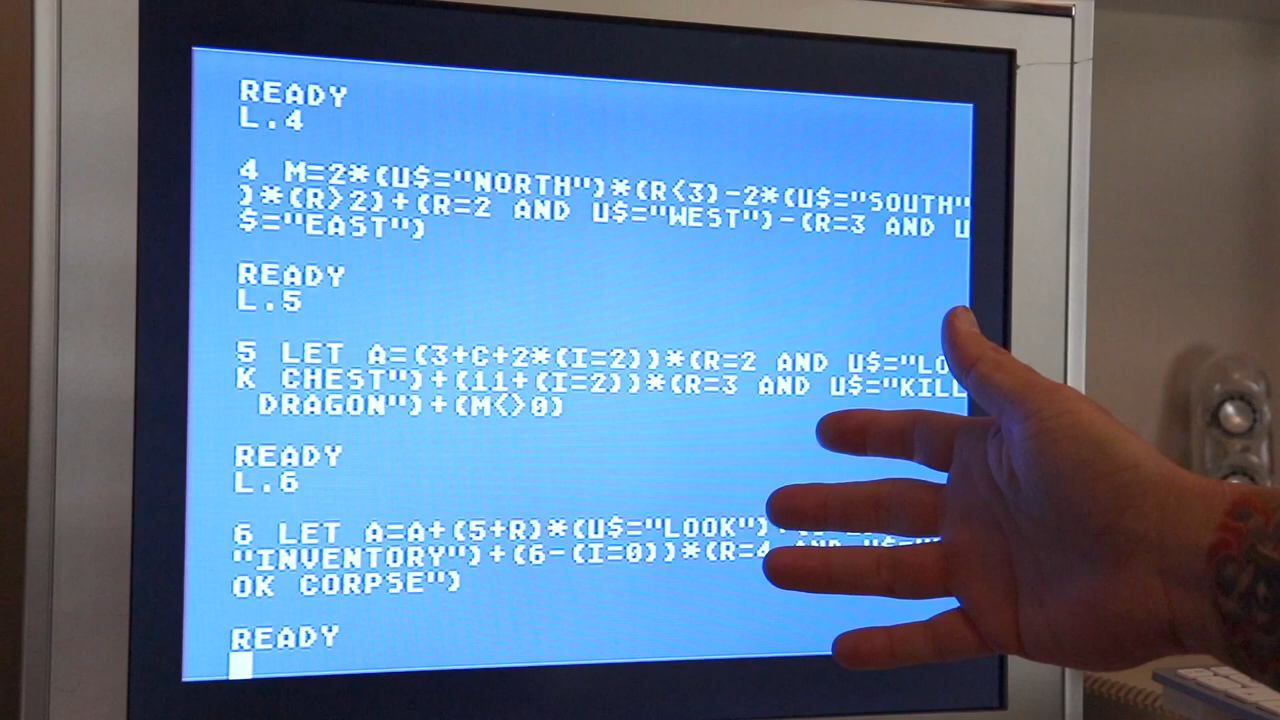 READY
L.4
4 M=2*(U$="NORTH")*(R<3)-2*(U$="SOUTH"
)*(R>2)+(R=2 AND U$="WEST")-(R=3 AND U
$="EAST")
READY
L.5
5 LET A=(3+C+2*(I=2))*(R=2 AND U$="LO
K CHEST")+(11+(I=2))*(R=3 AND U$="KILL
DRAGON")+(M<>0)
READY
L.6
6 LET A=A+(5+R)*(U$="LOOK")
"INVENTORY")+(6-(I=0))*(R=4 AND U$="
OK CORPSE")
READY